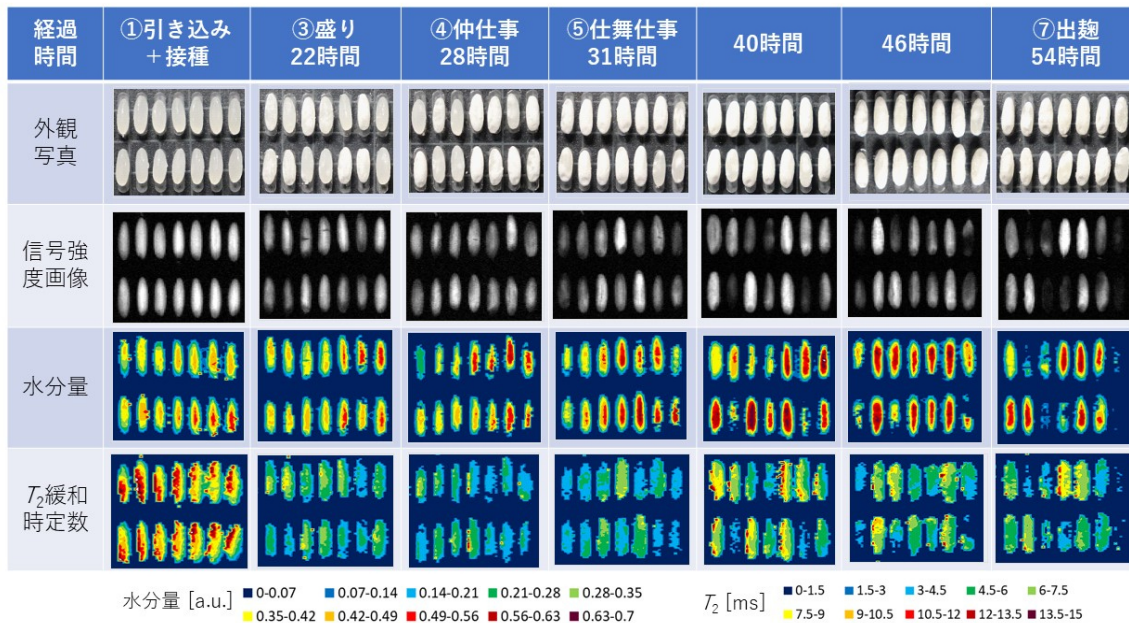 経過
時間
①引き込み
＋接種
③盛り
22時間
④仲仕事
28時間
⑤仕舞仕事
31時間
40時間
46時間
⑦出麹
54時間
外観
写真
信号強
度画像
水分量
T2緩和
時定数
水分量 [a.u.] 0-0.07 0.07-0.14 0.14-0.21 0.21-0.28 0.28-0.35
0.35-0.42 0.42-0.49 0.49-0.56 0.56-0.63 0.63-0.7
T2 [ms] 0-1.5 1.5-3 3-4.5 4.5-6 6-7.5
7.5-9 9-10.5 10.5-12 12-13.5 13.5-15